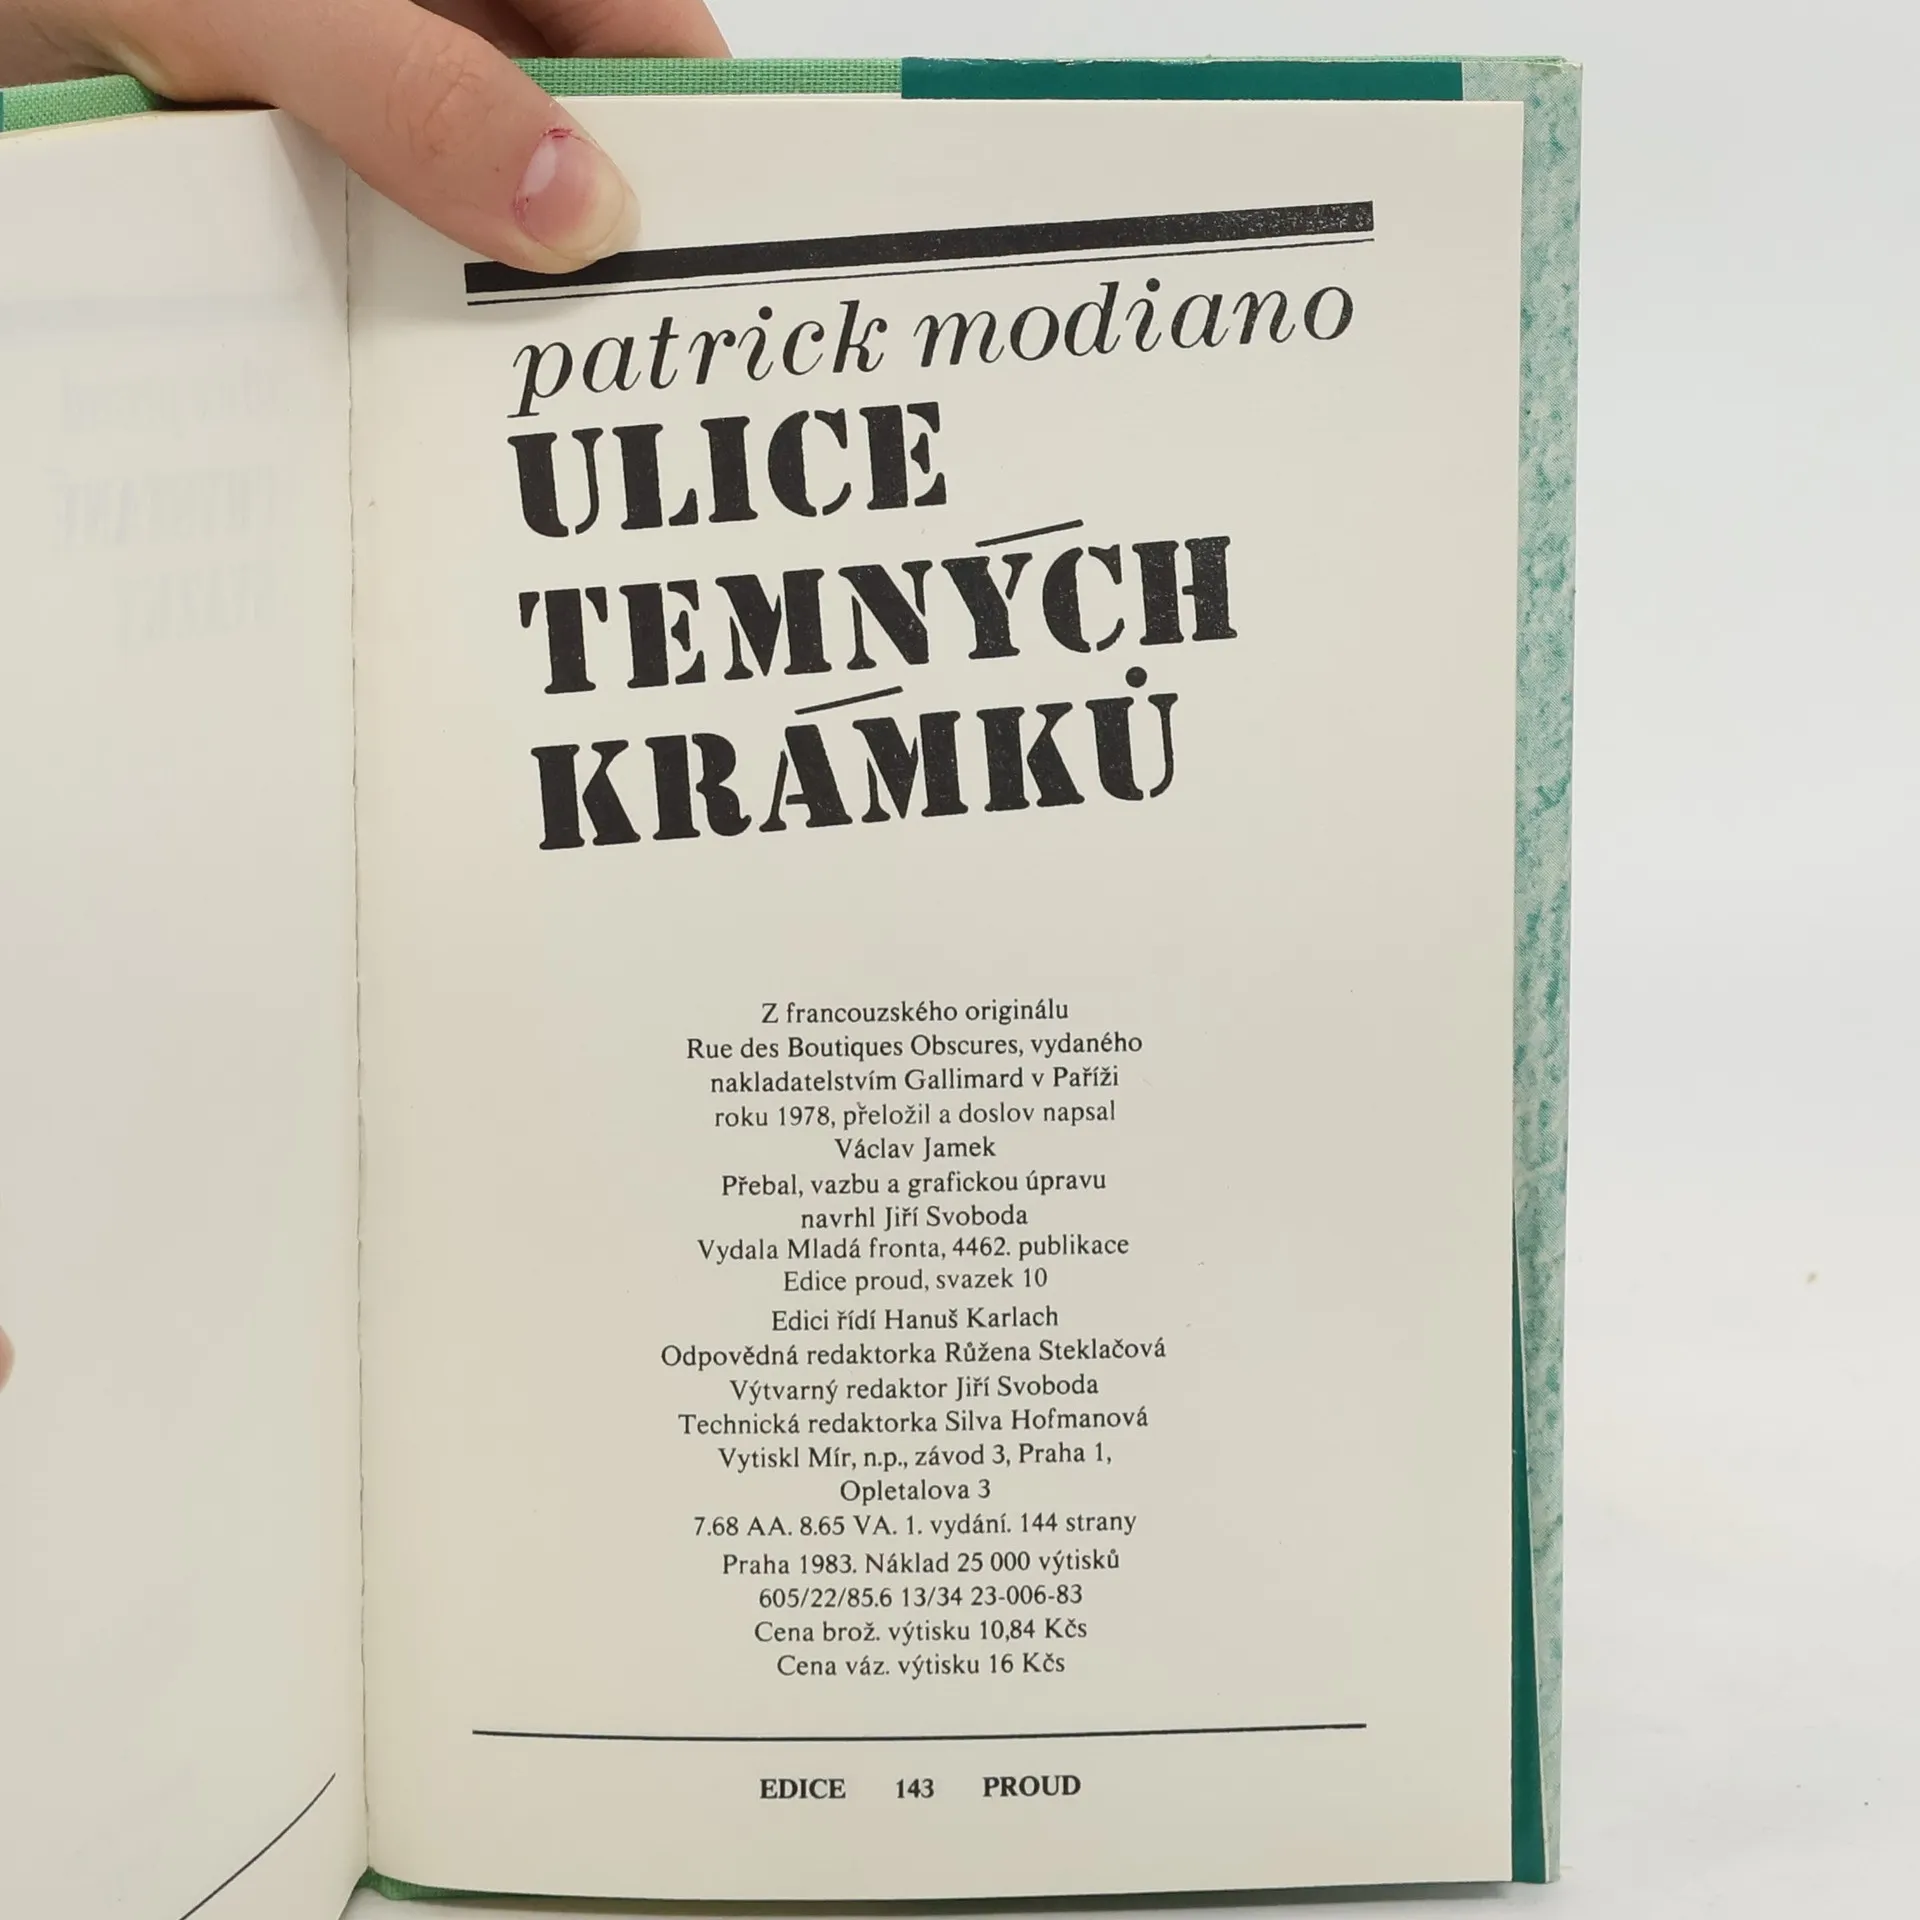 patrick modiano
ULICE
TEMNÝCH
KRÁMKŮ
Z francouzského originálu
Rue des Boutiques Obscures, vydaného
nakladatelstvím Gallimard v Paříži
roku 1978, přeložil a doslov napsal
Václav Jamek
Přebal, vazbu a grafickou úpravu
navrhl Jiří Svoboda
Vydala Mladá fronta, 4462. publikace
Edice proud, svazek 10
Edici řídí Hanuš Karlach
Odpovědná redaktorka Růžena Steklačová
Výtvarný redaktor Jiří Svoboda
Technická redaktorka Silva Hofmanová
Vytiskl Mír, n.p., závod 3, Praha 1,
Opletalova 3
7.68 AA. 8.65 VA. 1. vydání. 144 strany
Praha 1983. Náklad 25 000 výtisků
605/22/85.6 13/34 23-006-83
Cena brož. výtisku 10,84 Kčs
Cena váz. výtisku 16 Kčs
EDICE 143 PROUD